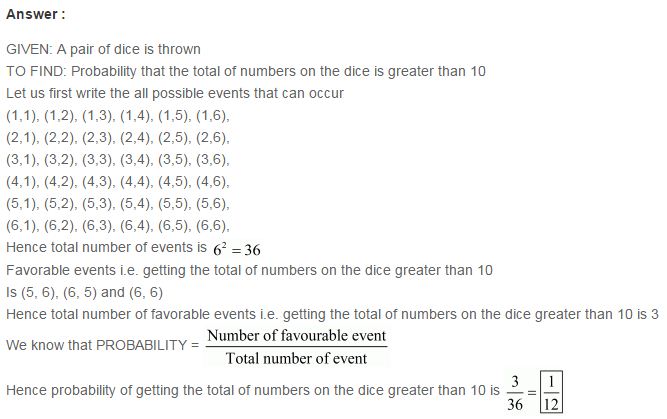 Answer :
GIVEN: A pair of dice is thrown
TO FIND: Probability that the total of numbers on the dice is greater than 10
Let us first write the all possible events that can occur
(1,1), (1,2), (1,3), (1,4), (1,5), (1,6),
(2,1), (2,2), (2,3), (2,4), (2,5), (2,6),
(3,1), (3,2), (3,3), (3,4), (3,5), (3,6),
(4,1), (4,2), (4,3), (4,4), (4,5), (4,6),
(5,1), (5,2), (5,3), (5,4), (5,5), (5,6),
(6,1), (6,2), (6,3), (6,4), (6,5), (6,6),
Hence total number of events is 6² = 36
Favorable events i.e. getting the total of numbers on the dice greater than 10
Is (5, 6), (6, 5) and (6, 6)
Hence total number of favorable events i.e. getting the total of numbers on the dice greater than 10 is 3
We know that PROBABILITY = Number of favourable event / Total number of event
Hence probability of getting the total of numbers on the dice greater than 10 is 3/36 = 1/12